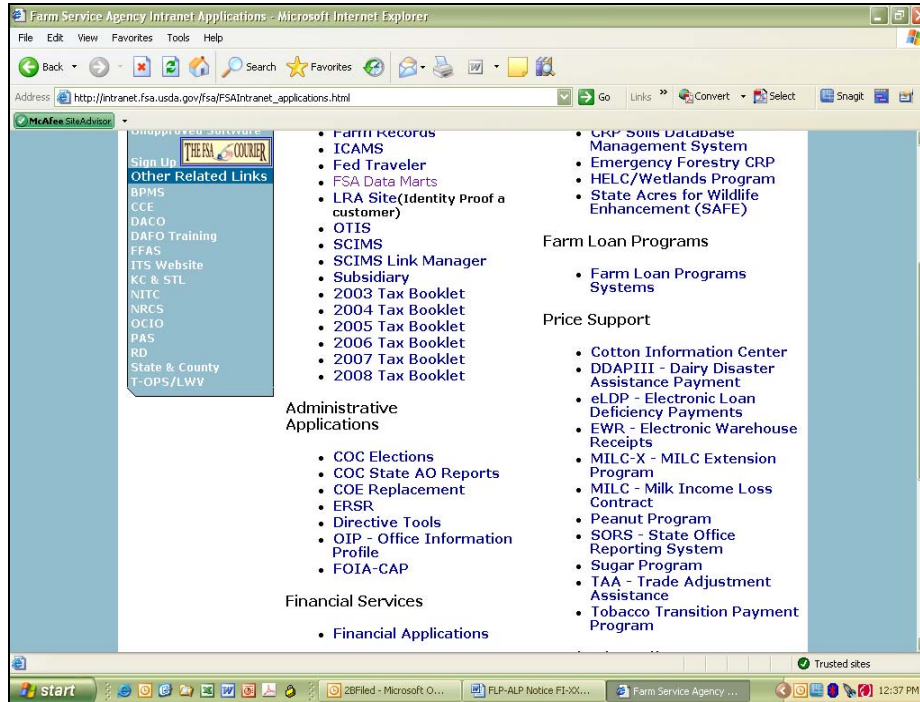 Farm Service Agency Intranet Applications - Microsoft Internet Explorer
File Edit View Favorites Tools Help
Back Search Favorites
Address http://intranet.fsa.usda.gov/fsa/FSAIntranet_applications.html Go Links » Convert Select Snagit
McAfee SiteAdvisor
Unapproved Software
Sign Up THE FSA COURIER
Other Related Links
BPMS
CCE
DACO
DAFO Training
FFAS
ITS Website
KC & STL
NITC
NRCS
OCIO
PAS
RD
State & County
T-OPS/LWV
• Farm Records
• ICAMS
• Fed Traveler
• FSA Data Marts
• LRA Site(Identity Proof a
customer)
• OTIS
• SCIMS
• SCIMS Link Manager
• Subsidiary
• 2003 Tax Booklet
• 2004 Tax Booklet
• 2005 Tax Booklet
• 2006 Tax Booklet
• 2007 Tax Booklet
• 2008 Tax Booklet
Administrative
Applications
• COC Elections
• COC State AO Reports
• COE Replacement
• ERSR
• Directive Tools
• OIP - Office Information
Profile
• FOIA-CAP
Financial Services
• Financial Applications
• CRP Soils Database
Management System
• Emergency Forestry CRP
• HELC/Wetlands Program
• State Acres for Wildlife
Enhancement (SAFE)
Farm Loan Programs
• Farm Loan Programs
Systems
Price Support
• Cotton Information Center
• DDAPIII - Dairy Disaster
Assistance Payment
• eLDP - Electronic Loan
Deficiency Payments
• EWR - Electronic Warehouse
Receipts
• MILC-X - MILC Extension
Program
• MILC - Milk Income Loss
Contract
• Peanut Program
• SORS - State Office
Reporting System
• Sugar Program
• TAA - Trade Adjustment
Assistance
• Tobacco Transition Payment
Program
Trusted sites
start 2BFiled - Microsoft O... FLP-ALP Notice FI-XX... Farm Service Agency ... 12:37 PM